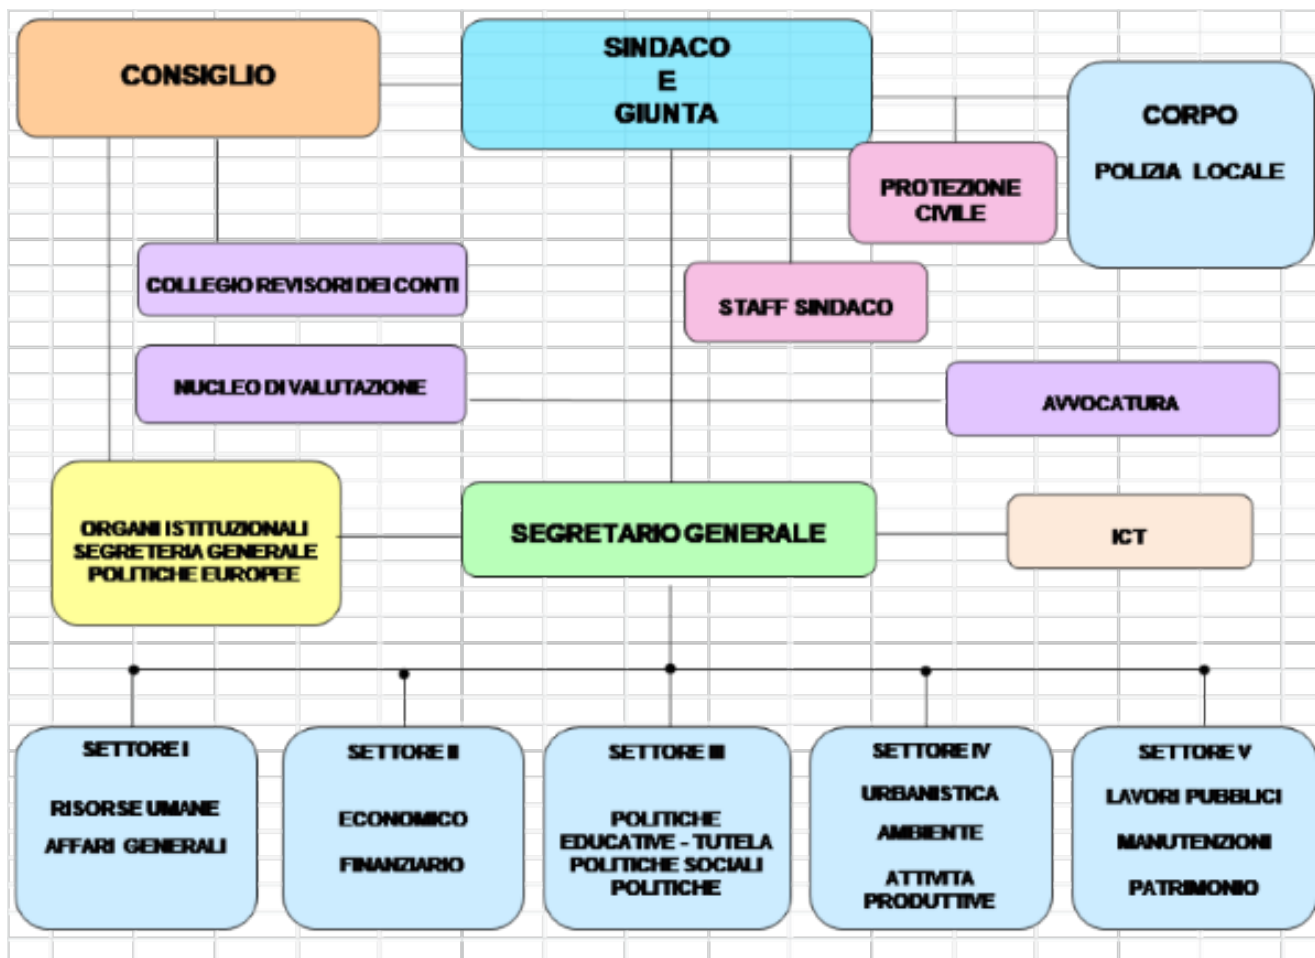 CONSIGLIO
SINDACO
E
GIUNTA
CORPO
POLIZIA LOCALE
PROTEZIONE
CIVILE
COLLEGIO REVISORI DEI CONTI
STAFF SINDACO
NUCLEO DI VALUTAZIONE
AVVOCATURA
ORGANI ISTITUZIONALI
SEGRETERIA GENERALE
POLITICHE EUROPEE
SEGRETARIO GENERALE
ICT
SETTORE I
RISORSE UMANE
AFFARI GENERALI
SETTORE II
ECONOMICO
FINANZIARIO
SETTORE III
POLITICHE
EDUCATIVE - TUTELA
POLITICHE SOCIALI
POLITICHE
SETTORE IV
URBANISTICA
AMBIENTE
ATTIVITA
PRODUTTIVE
SETTORE V
LAVORI PUBBLICI
MANUTENZIONI
PATRIMONIO